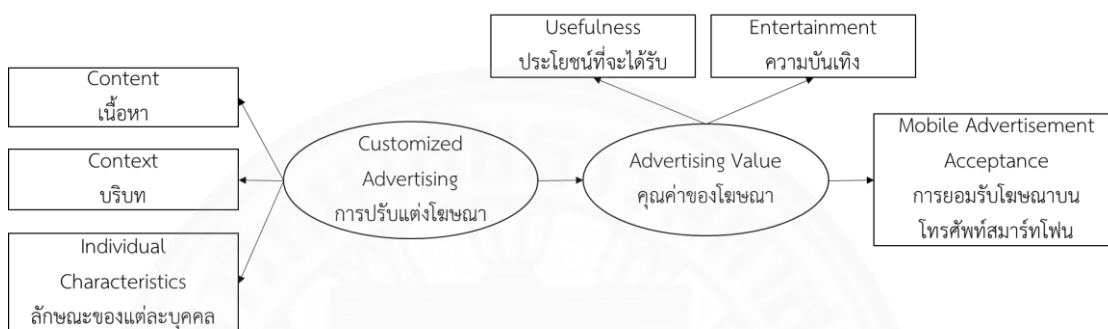 Usefulness
ประโยชน์ที่จะได้รับ
Entertainment
ความบันเทิง
Content
เนื้อหา
Context
บริบท
Individual
Characteristics
ลักษณะของแต่ละบุคคล
Customized
Advertising
การปรับแต่งโฆษณา
Advertising Value
คุณค่าของโฆษณา
Mobile Advertisement
Acceptance
การยอมรับโฆษณาบน
โทรศัพท์สมาร์ทโฟน